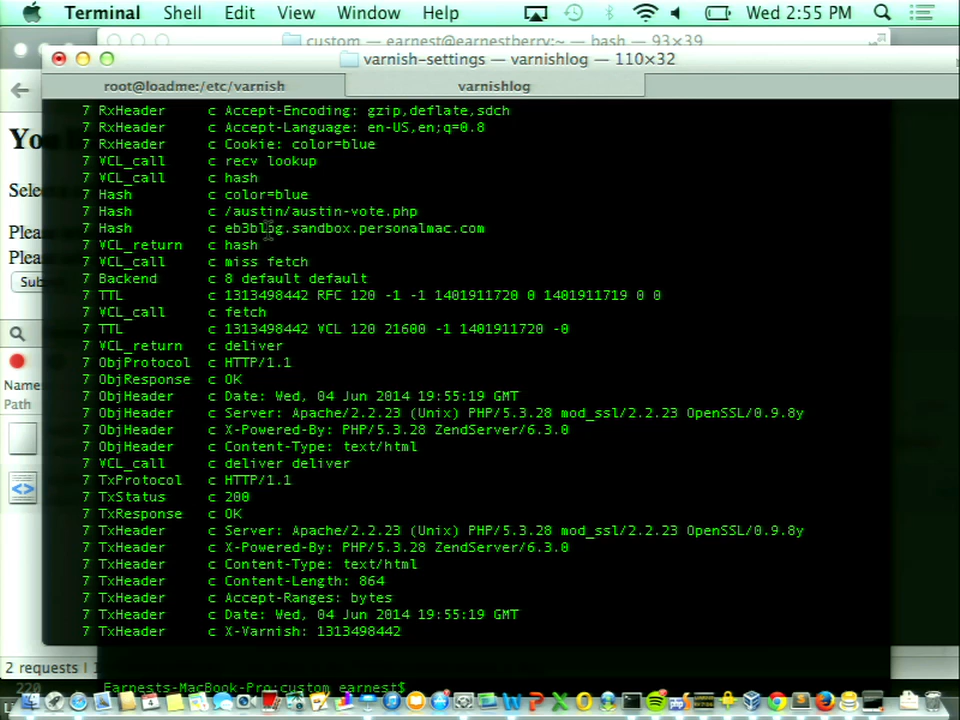 Terminal Shell Edit View Window Help Wed 2:55 PM
custom — earnest@earnestberry:~ — bash — 93×39
varnish-settings — varnishlog — 110×32
root@loadme:/etc/varnish varnishlog
7 RxHeader c Accept-Encoding: gzip,deflate,sdch
7 RxHeader c Accept-Language: en-US,en;q=0.8
7 RxHeader c Cookie: color=blue
7 VCL_call c recv lookup
7 VCL_call c hash
7 Hash c color=blue
7 Hash c /austin/austin-vote.php
7 Hash c eb3blog.sandbox.personalmac.com
7 VCL_return c hash
7 VCL_call c miss fetch
7 Backend c 8 default default
7 TTL c 1313498442 RFC 120 -1 -1 1401911720 0 1401911719 0 0
7 VCL_call c fetch
7 TTL c 1313498442 VCL 120 21600 -1 1401911720 -0
7 VCL_return c deliver
7 ObjProtocol c HTTP/1.1
7 ObjResponse c OK
7 ObjHeader c Date: Wed, 04 Jun 2014 19:55:19 GMT
7 ObjHeader c Server: Apache/2.2.23 (Unix) PHP/5.3.28 mod_ssl/2.2.23 OpenSSL/0.9.8y
7 ObjHeader c X-Powered-By: PHP/5.3.28 ZendServer/6.3.0
7 ObjHeader c Content-Type: text/html
7 VCL_call c deliver deliver
7 TxProtocol c HTTP/1.1
7 TxStatus c 200
7 TxResponse c OK
7 TxHeader c Server: Apache/2.2.23 (Unix) PHP/5.3.28 mod_ssl/2.2.23 OpenSSL/0.9.8y
7 TxHeader c X-Powered-By: PHP/5.3.28 ZendServer/6.3.0
7 TxHeader c Content-Type: text/html
7 TxHeader c Content-Length: 864
7 TxHeader c Accept-Ranges: bytes
7 TxHeader c Date: Wed, 04 Jun 2014 19:55:19 GMT
7 TxHeader c X-Varnish: 1313498442
You
Selec
Plea
Plea
Sub
Name
Path
2 requests |
Earnests-MacBook-Pro:custom earnest$